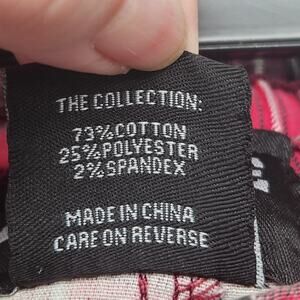 THE COLLECTION:
73%COTTON
25%POLYESTER
2%SPANDEX
MADE IN CHINA
CARE ON REVERSE